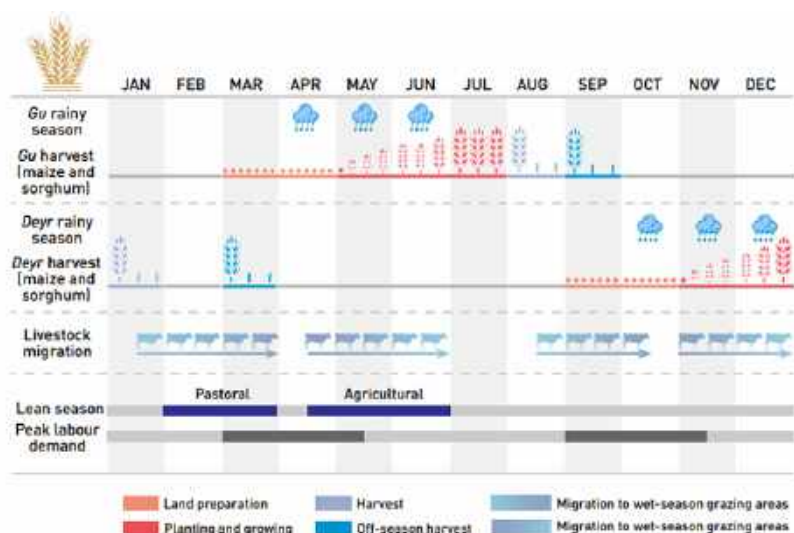 JAN FEB MAR APR MAY JUN JUL AUG SEP OCT NOV DEC
Gu rainy
season
Gu harvest
(maize and
sorghum)
Deyr rainy
season
Deyr harvest
(maize and
sorghum)
Livestock
migration
Pastoral Agricultural
Lean season
Peak labour
demand
Land preparation Harvest Migration to wet-season grazing areas
Planting and growing Off-season harvest Migration to wet-season grazing areas